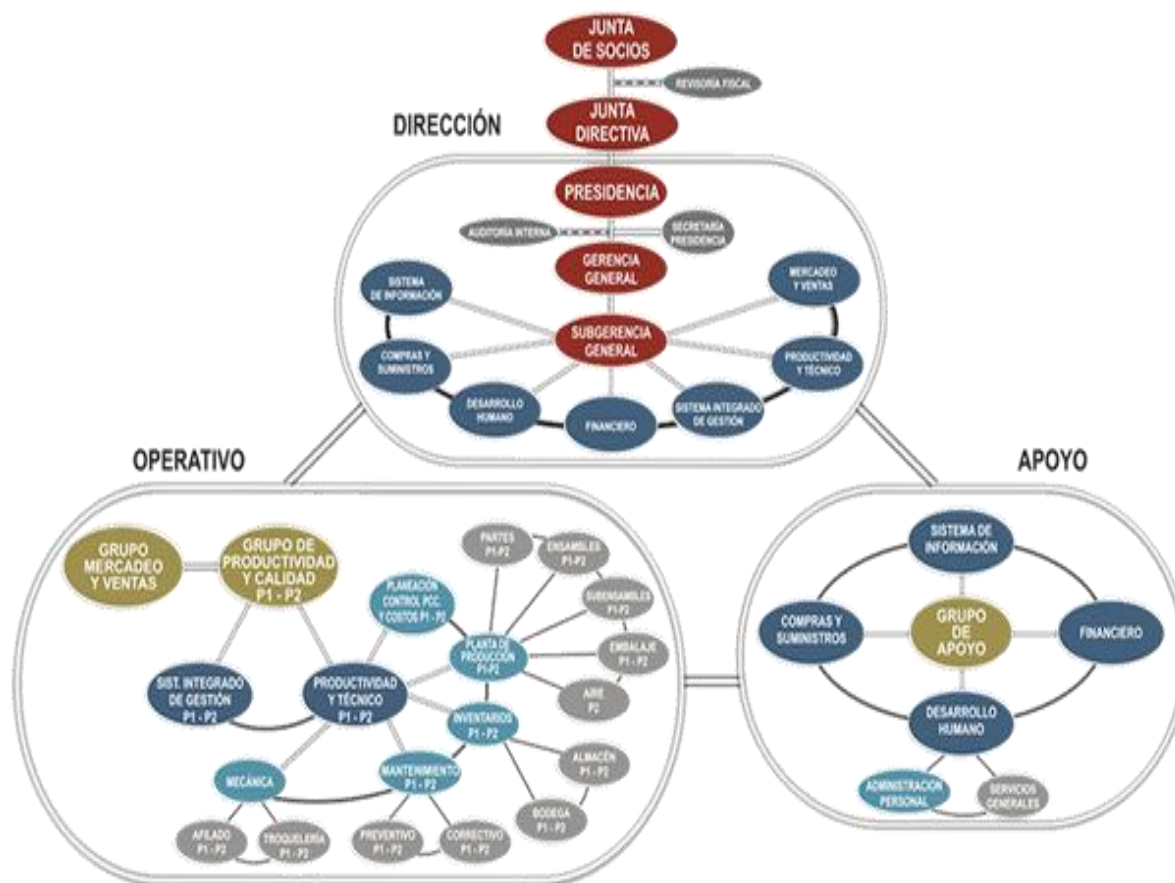 JUNTA
DE SOCIOS
REVISORÍA FISCAL
JUNTA
DIRECTIVA
DIRECCIÓN
PRESIDENCIA
AUDITORÍA INTERNA
SECRETARÍA
PRESIDENCIA
GERENCIA
GENERAL
SISTEMA
DE INFORMACIÓN
MERCADEO
Y VENTAS
SUBGERENCIA
GENERAL
COMPRAS Y
SUMINISTROS
PRODUCTIVIDAD
Y TÉCNICO
DESARROLLO
HUMANO
FINANCIERO
SISTEMA INTEGRADO
DE GESTIÓN
OPERATIVO
GRUPO
MERCADEO
Y VENTAS
GRUPO DE
PRODUCTIVIDAD
Y CALIDAD
P1 - P2
PLANEACIÓN
CONTROL PCC.
Y COSTOS P1 - P2
PARTES
P1-P2
ENSAMBLES
P1-P2
SUBENSAMBLES
P1-P2
EMBALAJE
P1 - P2
AIRE
P2
PLANTA DE
PRODUCCIÓN
P1-P2
SIST. INTEGRADO
DE GESTIÓN
P1 - P2
PRODUCTIVIDAD
Y TÉCNICO
P1 - P2
INVENTARIOS
P1 - P2
ALMACÉN
P1 - P2
BODEGA
P1 - P2
MECÁNICA
MANTENIMIENTO
P1 - P2
AFILADO
P1 - P2
TROQUELERÍA
P1 - P2
PREVENTIVO
P1 - P2
CORRECTIVO
P1 - P2
APOYO
SISTEMA DE
INFORMACIÓN
COMPRAS Y
SUMINISTROS
GRUPO
DE
APOYO
FINANCIERO
DESARROLLO
HUMANO
ADMINISTRACIÓN
PERSONAL
SERVICIOS
GENERALES